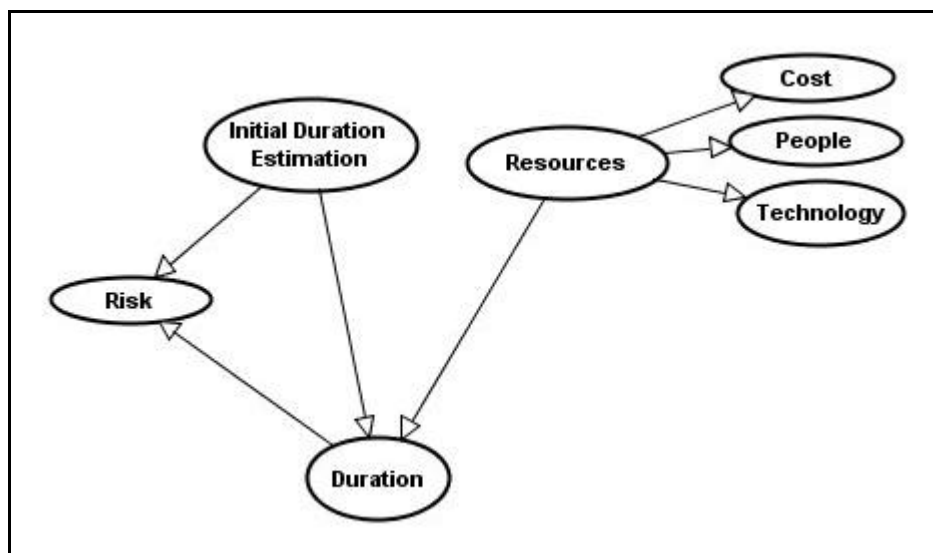 Cost
Initial Duration
Estimation
People
Resources
Technology
Risk
Duration